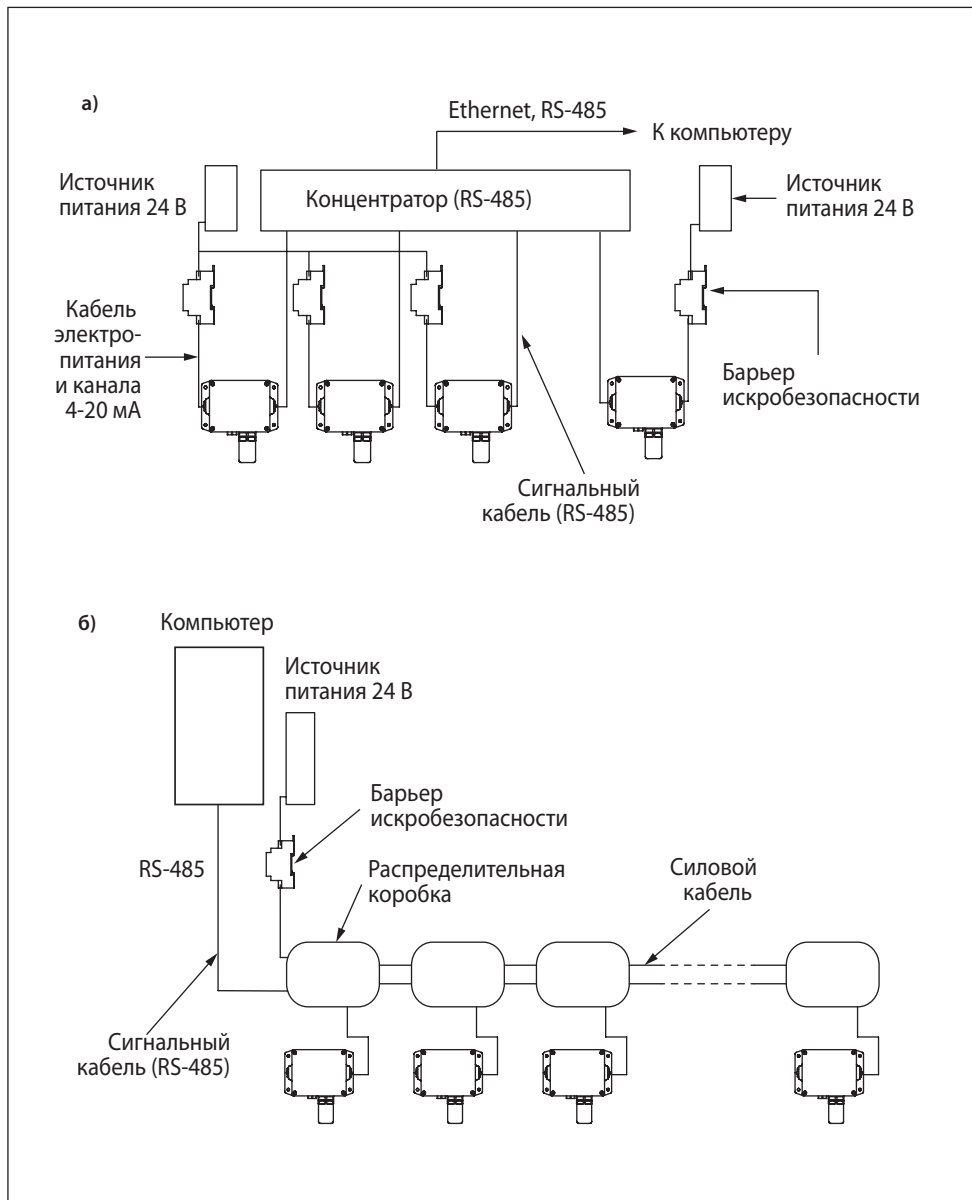 а)
Ethernet, RS-485
К компьютеру
Источник
питания 24 В
Концентратор (RS-485)
Источник
питания 24 В
Кабель
электро-
питания
и канала
4-20 мА
Барьер
искробезопасности
Сигнальный
кабель (RS-485)
б)
Компьютер
Источник
питания 24 В
Барьер
искробезопасности
RS-485
Распределительная
коробка
Силовой
кабель
Сигнальный
кабель (RS-485)